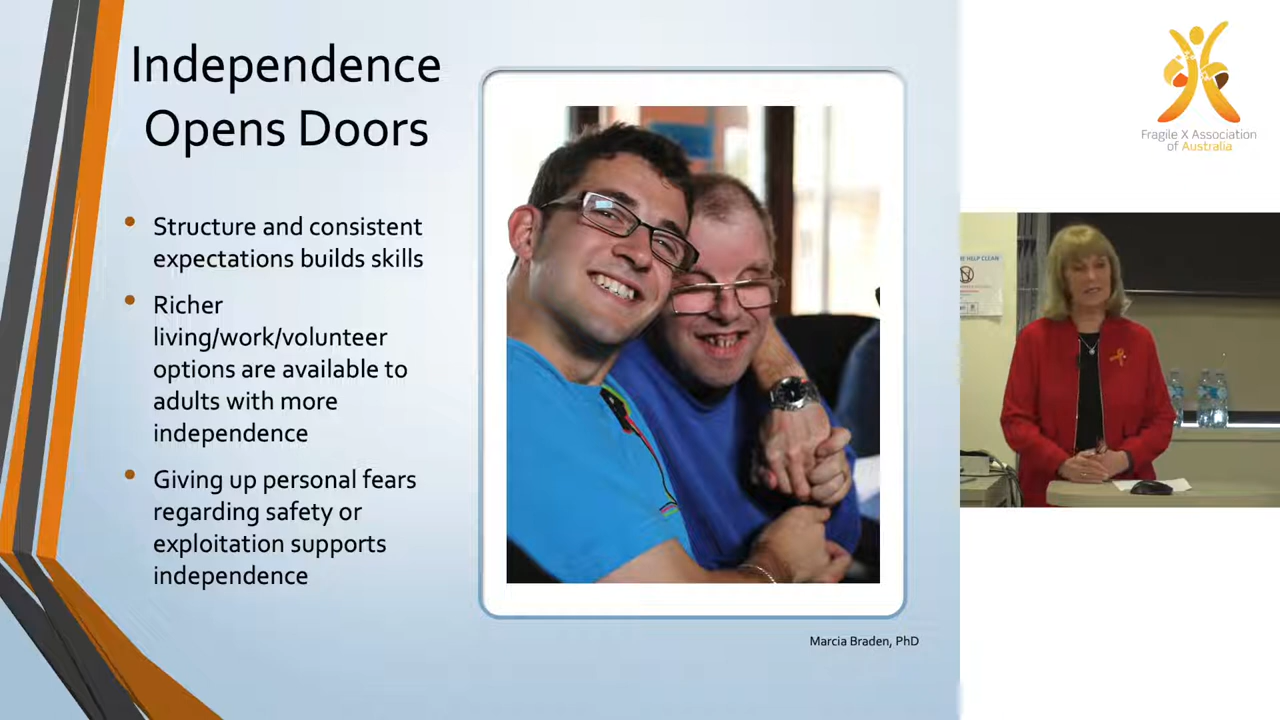 Independence
Opens Doors
• Structure and consistent
expectations builds skills
• Richer
living/work/volunteer
options are available to
adults with more
independence
• Giving up personal fears
regarding safety or
exploitation supports
independence
Marcia Braden, PhD
Fragile X Association
of Australia
HELP CLEAN